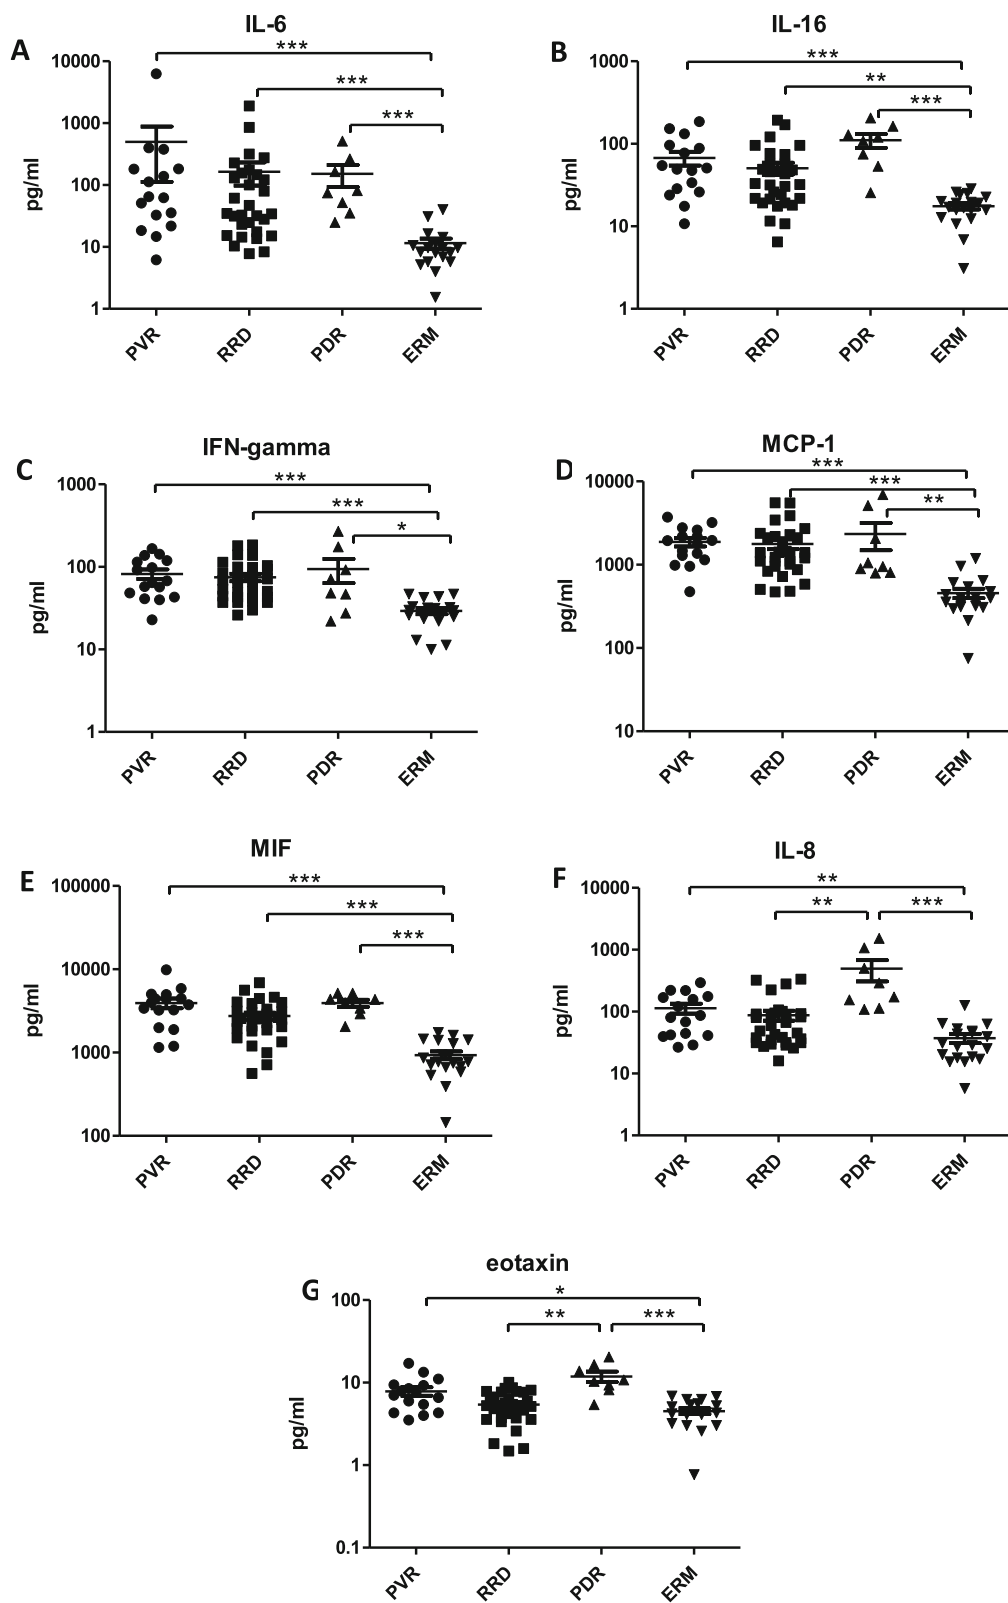 IL-6
IL-16
A
B
***
***
***
***
**
***
10000
1000
100
10
1
pg/ml
PVR
RRD
PDR
ERM
1000
100
10
1
pg/ml
PVR
RRD
PDR
ERM
IFN-gamma
MCP-1
C
D
***
***
*
***
***
**
1000
100
10
1
pg/ml
PVR
RRD
PDR
ERM
10000
1000
100
10
pg/ml
PVR
RRD
PDR
ERM
MIF
IL-8
E
F
***
***
***
**
**
***
100000
10000
1000
100
pg/ml
PVR
RRD
PDR
ERM
10000
1000
100
10
1
pg/ml
PVR
RRD
PDR
ERM
eotaxin
G
*
**
***
100
10
1
0.1
pg/ml
PVR
RRD
PDR
ERM